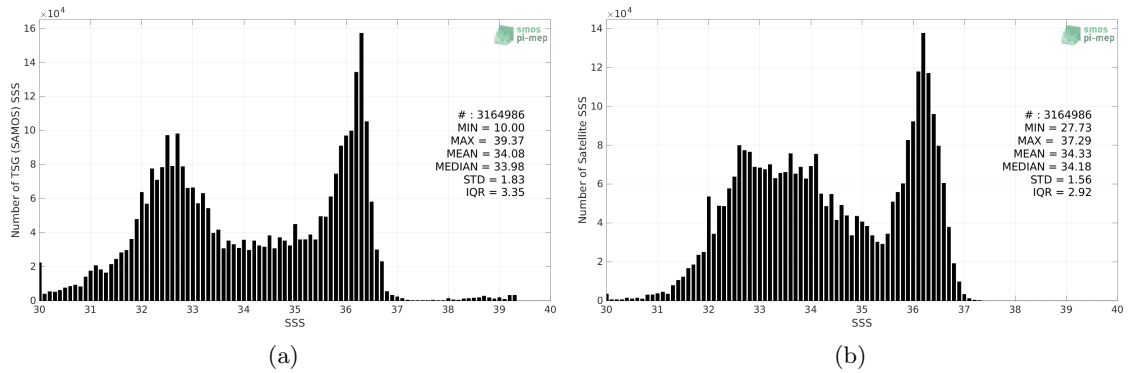 ×10⁴
16
14
12
10
8
6
4
2
0
Number of TSG (SAMOS) SSS
30 31 32 33 34 35 36 37 38 39 40
SSS
smos
pi-mep
# : 3164986
MIN = 10.00
MAX = 39.37
MEAN = 34.08
MEDIAN = 33.98
STD = 1.83
IQR = 3.35
(a)
×10⁴
14
12
10
8
6
4
2
0
Number of Satellite SSS
30 31 32 33 34 35 36 37 38 39 40
SSS
smos
pi-mep
# : 3164986
MIN = 27.73
MAX = 37.29
MEAN = 34.33
MEDIAN = 34.18
STD = 1.56
IQR = 2.92
(b)